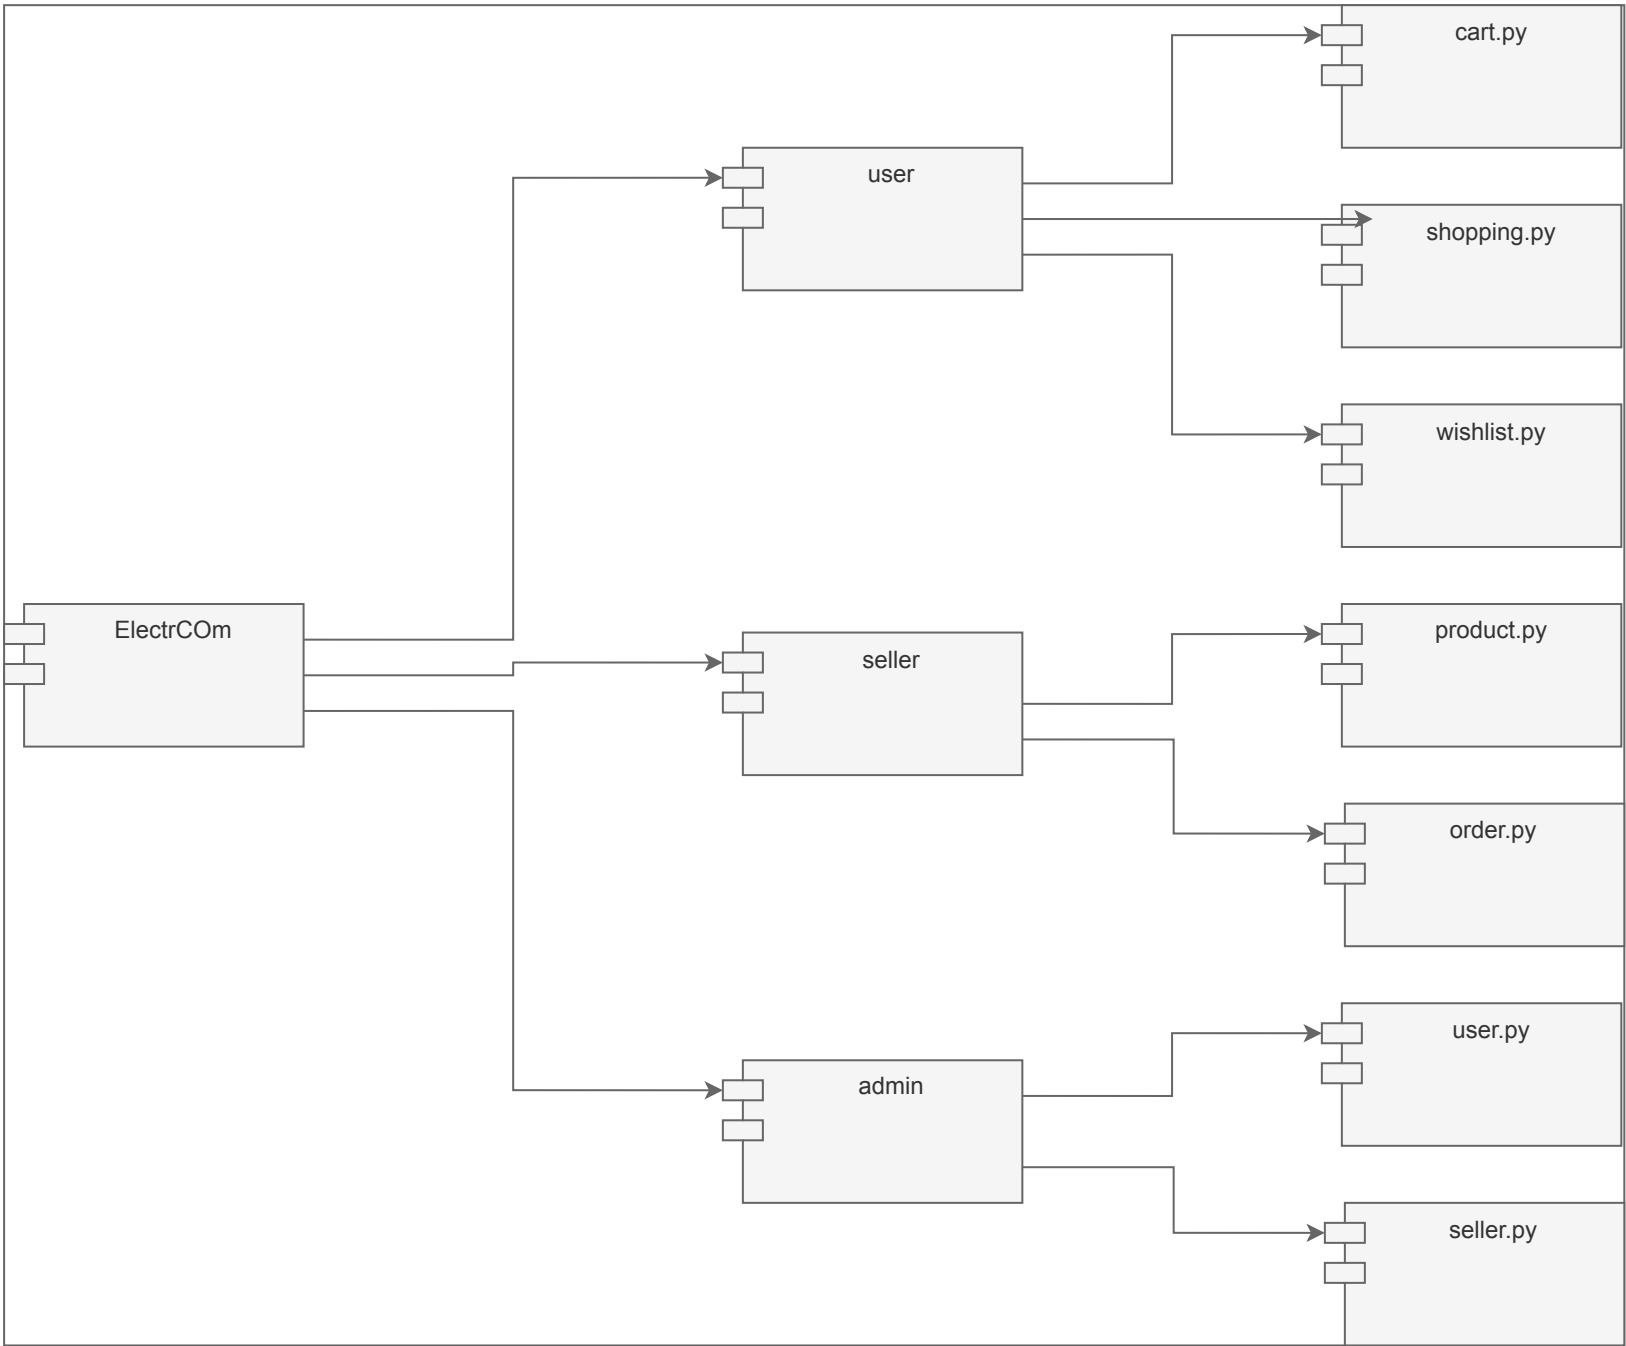 cart.py
user
shopping.py
wishlist.py
ElectrCOm
seller
product.py
order.py
user.py
admin
seller.py